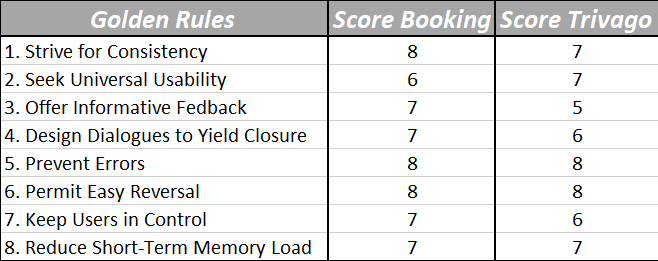 Golden Rules Score Booking Score Trivago
1. Strive for Consistency 8 7
2. Seek Universal Usability 6 7
3. Offer Informative Fedback 7 5
4. Design Dialogues to Yield Closure 7 6
5. Prevent Errors 8 8
6. Permit Easy Reversal 8 8
7. Keep Users in Control 7 6
8. Reduce Short-Term Memory Load 7 7